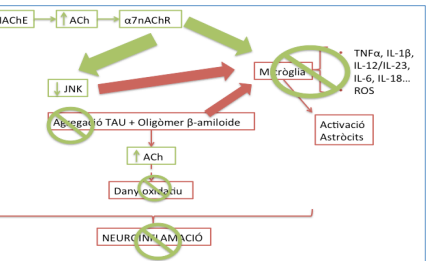 ↑ ACh
α7nAChR
TNFα, IL-1β,
IL-12/IL-23,
IL-6, IL-18...
ROS
Micròglia
↓ JNK
Agregació TAU + Oligòmer β-amiloide
Activació
Astròcits
↑ ACh
Dany oxidatiu
NEUROINFLAMACIÓ